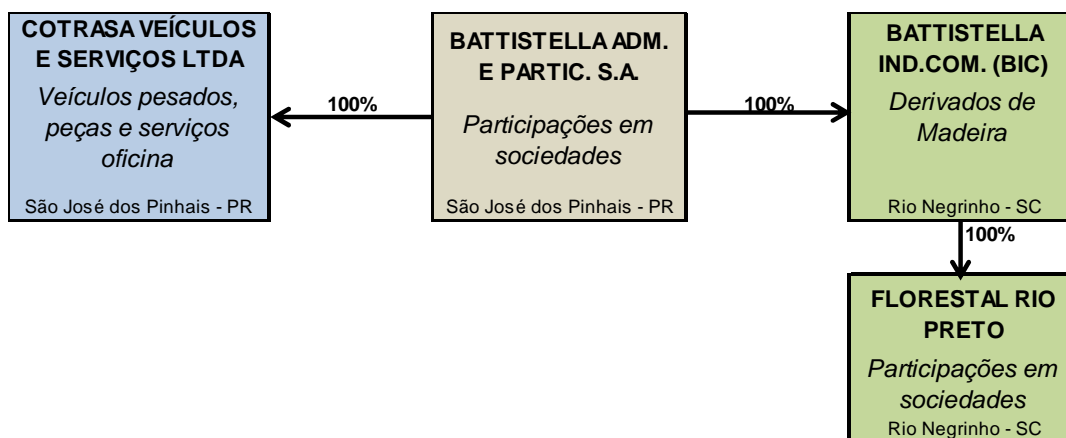 COTRASA VEÍCULOS
E SERVIÇOS LTDA
Veículos pesados,
peças e serviços
oficina
São José dos Pinhais - PR
100%
BATTISTELLA ADM.
E PARTIC. S.A.
Participações em
sociedades
São José dos Pinhais - PR
100%
BATTISTELLA
IND.COM. (BIC)
Derivados de
Madeira
Rio Negrinho - SC
100%
FLORESTAL RIO
PRETO
Participações em
sociedades
Rio Negrinho - SC